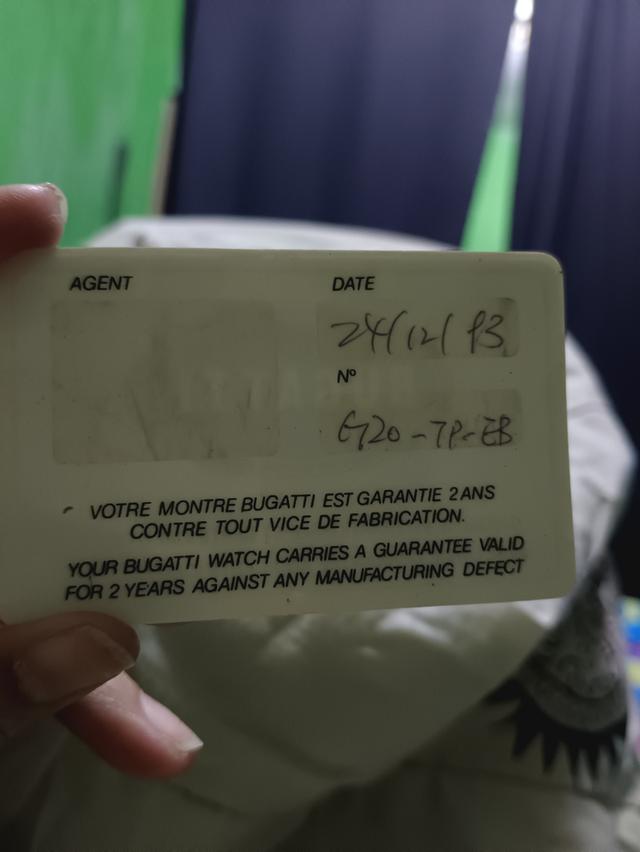 AGENT
DATE
24/12/93
Nº
G20-7P-EB
VOTRE MONTRE BUGATTI EST GARANTIE 2 ANS
CONTRE TOUT VICE DE FABRICATION.
YOUR BUGATTI WATCH CARRIES A GUARANTEE VALID
FOR 2 YEARS AGAINST ANY MANUFACTURING DEFECT